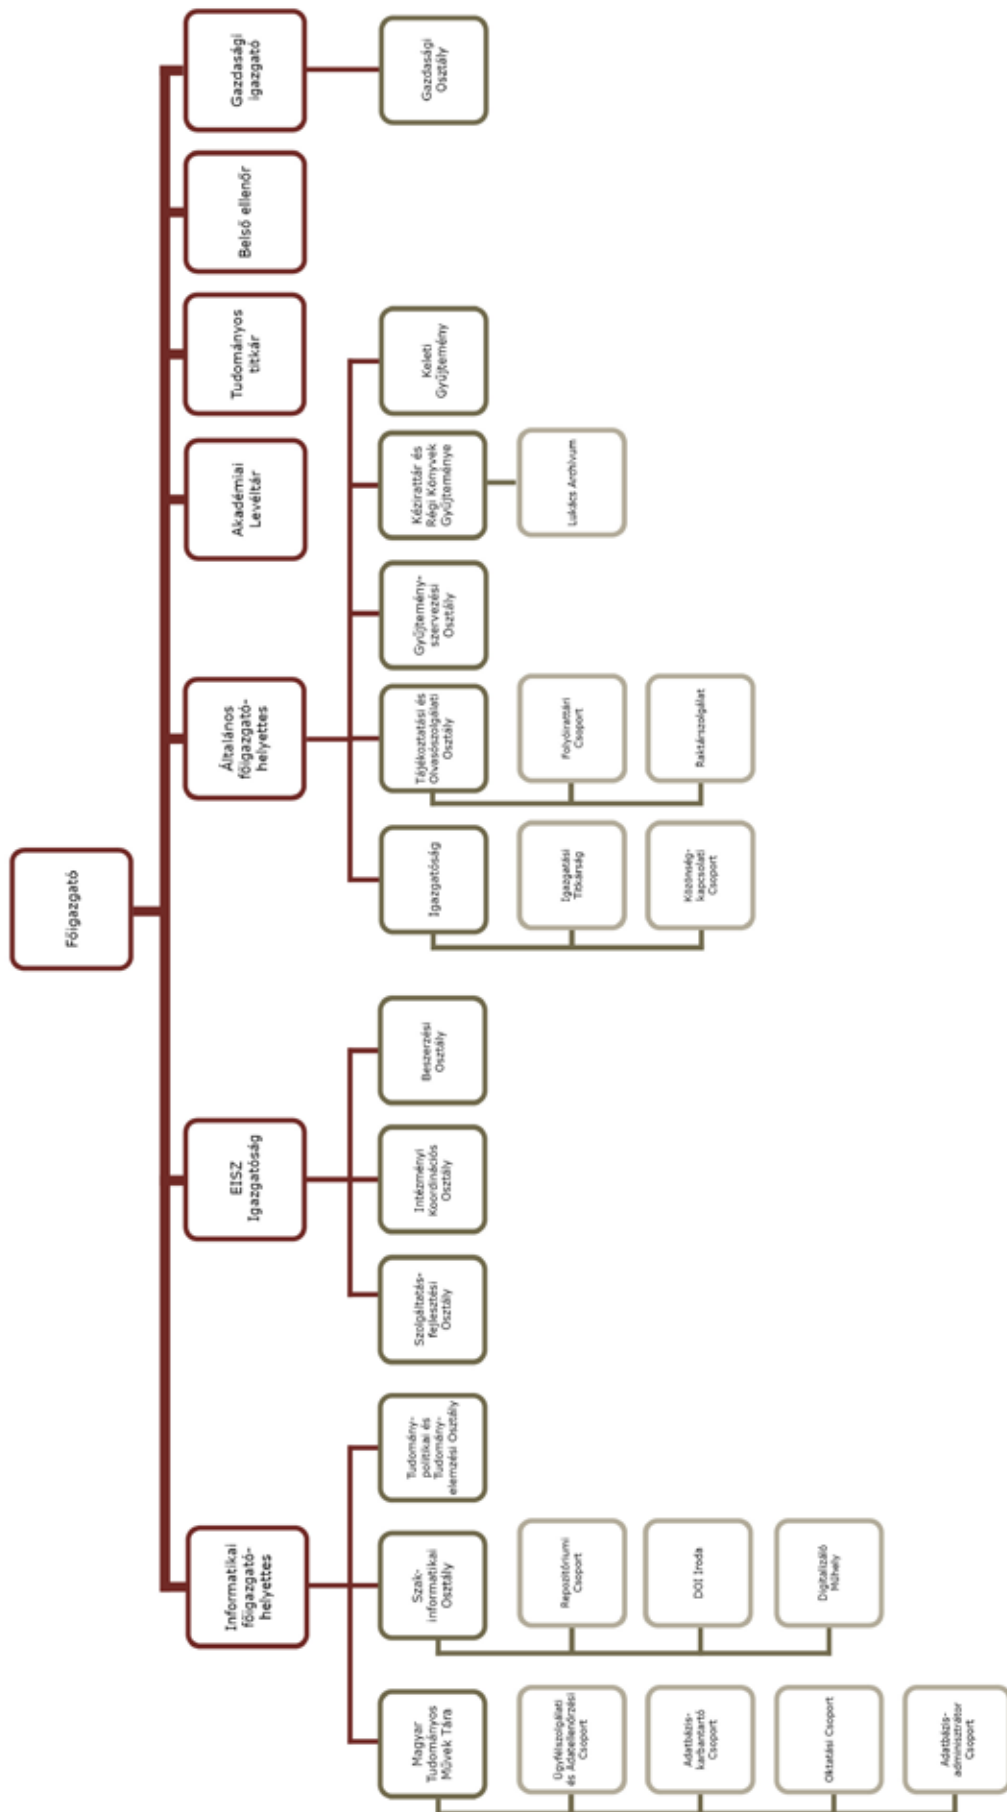 Főigazgató
Informatikai
főigazgató-
helyettes
EISZ
Igazgatóság
Általános
főigazgató-
helyettes
Akadémiai
Levéltár
Tudományos
titkár
Belső ellenőr
Gazdasági
igazgató
Magyar
Tudományos
Művek Tára
Szak-
informatikai
Osztály
Tudomány-
politikai és
Tudomány-
elemzési Osztály
Szolgáltatás-
fejlesztési
Osztály
Intézményi
Koordinációs
Osztály
Beszerzési
Osztály
Igazgatóság
Tájékoztatási és
Olvasószolgálati
Osztály
Gyűjtemény-
szervezési
Osztály
Kézirattár és
Régi Könyvek
Gyűjteménye
Keleti
Gyűjtemény
Gazdasági
Osztály
Ügyfélszolgálati
és Adatellenőrzési
Csoport
Repozitóriumi
Csoport
Igazgatási
Titkárság
Folyóirattári
Csoport
Lukács Archívum
Adatbázis-
karbantartó
Csoport
DOI Iroda
Közönség-
kapcsolati
Csoport
Raktárszolgálat
Oktatási Csoport
Digitalizáló
Műhely
Adatbázis-
adminisztrátor
Csoport